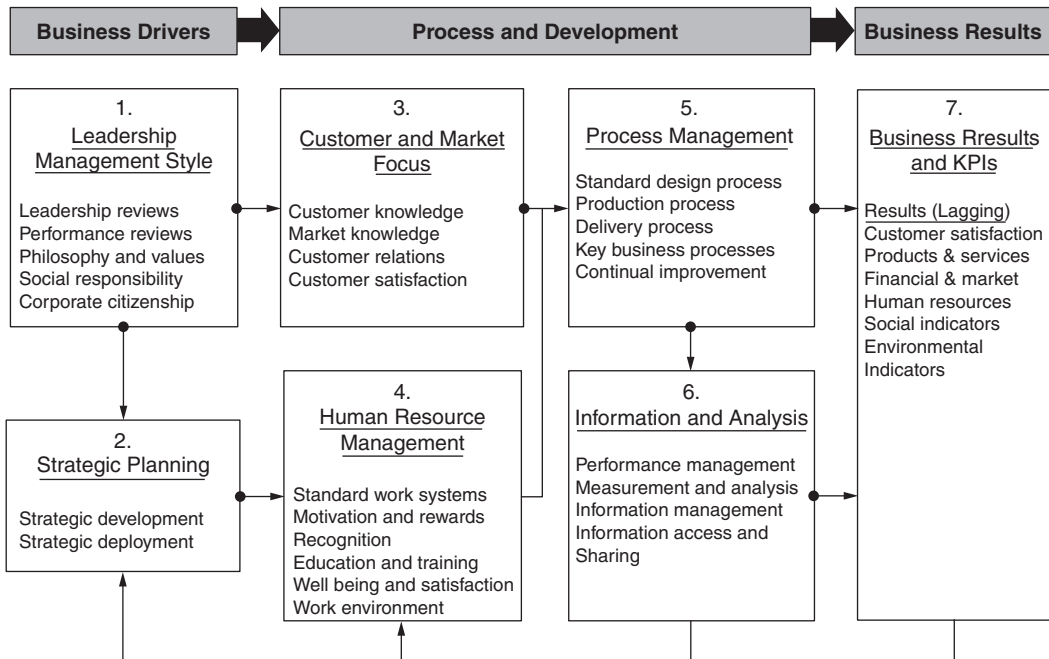 Business Drivers
Process and Development
Business Results
1.
Leadership
Management Style
Leadership reviews
Performance reviews
Philosophy and values
Social responsibility
Corporate citizenship
2.
Strategic Planning
Strategic development
Strategic deployment
3.
Customer and Market
Focus
Customer knowledge
Market knowledge
Customer relations
Customer satisfaction
4.
Human Resource
Management
Standard work systems
Motivation and rewards
Recognition
Education and training
Well being and satisfaction
Work environment
5.
Process Management
Standard design process
Production process
Delivery process
Key business processes
Continual improvement
6.
Information and Analysis
Performance management
Measurement and analysis
Information management
Information access and
Sharing
7.
Business Rresults
and KPIs
Results (Lagging)
Customer satisfaction
Products & services
Financial & market
Human resources
Social indicators
Environmental
Indicators